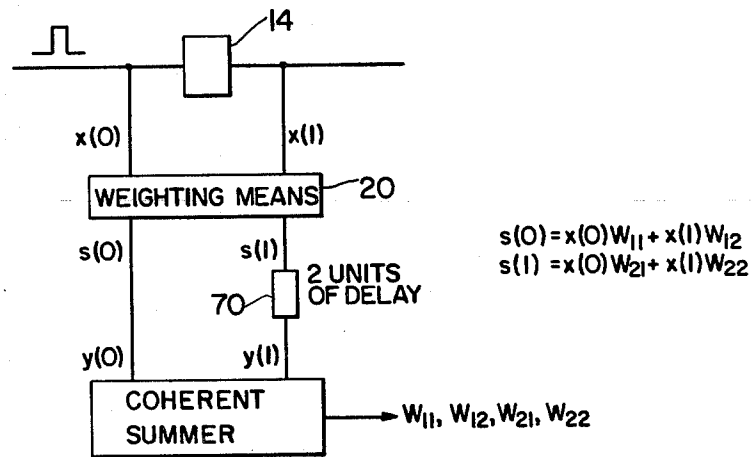 14
x(0) x(1)
WEIGHTING MEANS 20
s(0) = x(0)W11 + x(1)W12
s(1) = x(0)W21 + x(1)W22
s(0) s(1)
2 UNITS
70 OF DELAY
y(0) y(1)
COHERENT
SUMMER
W11, W12, W21, W22